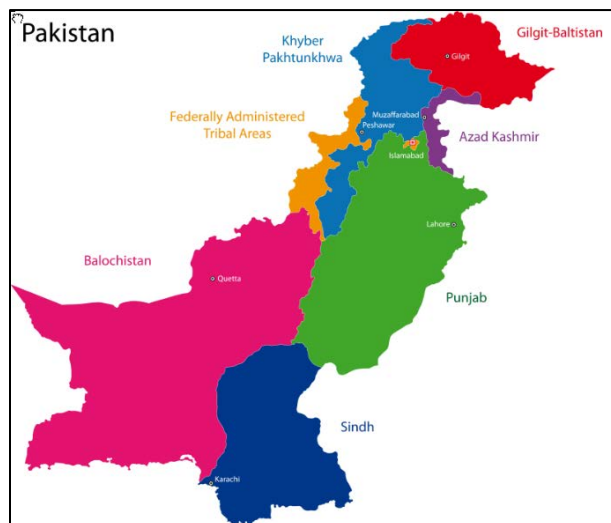 Pakistan
Khyber
Pakhtunkhwa
Gilgit-Baltistan
Gilgit
Federally Administered
Tribal Areas
Muzaffarabad
Peshawar
Azad Kashmir
Islamabad
Lahore
Balochistan
Quetta
Punjab
Sindh
Karachi